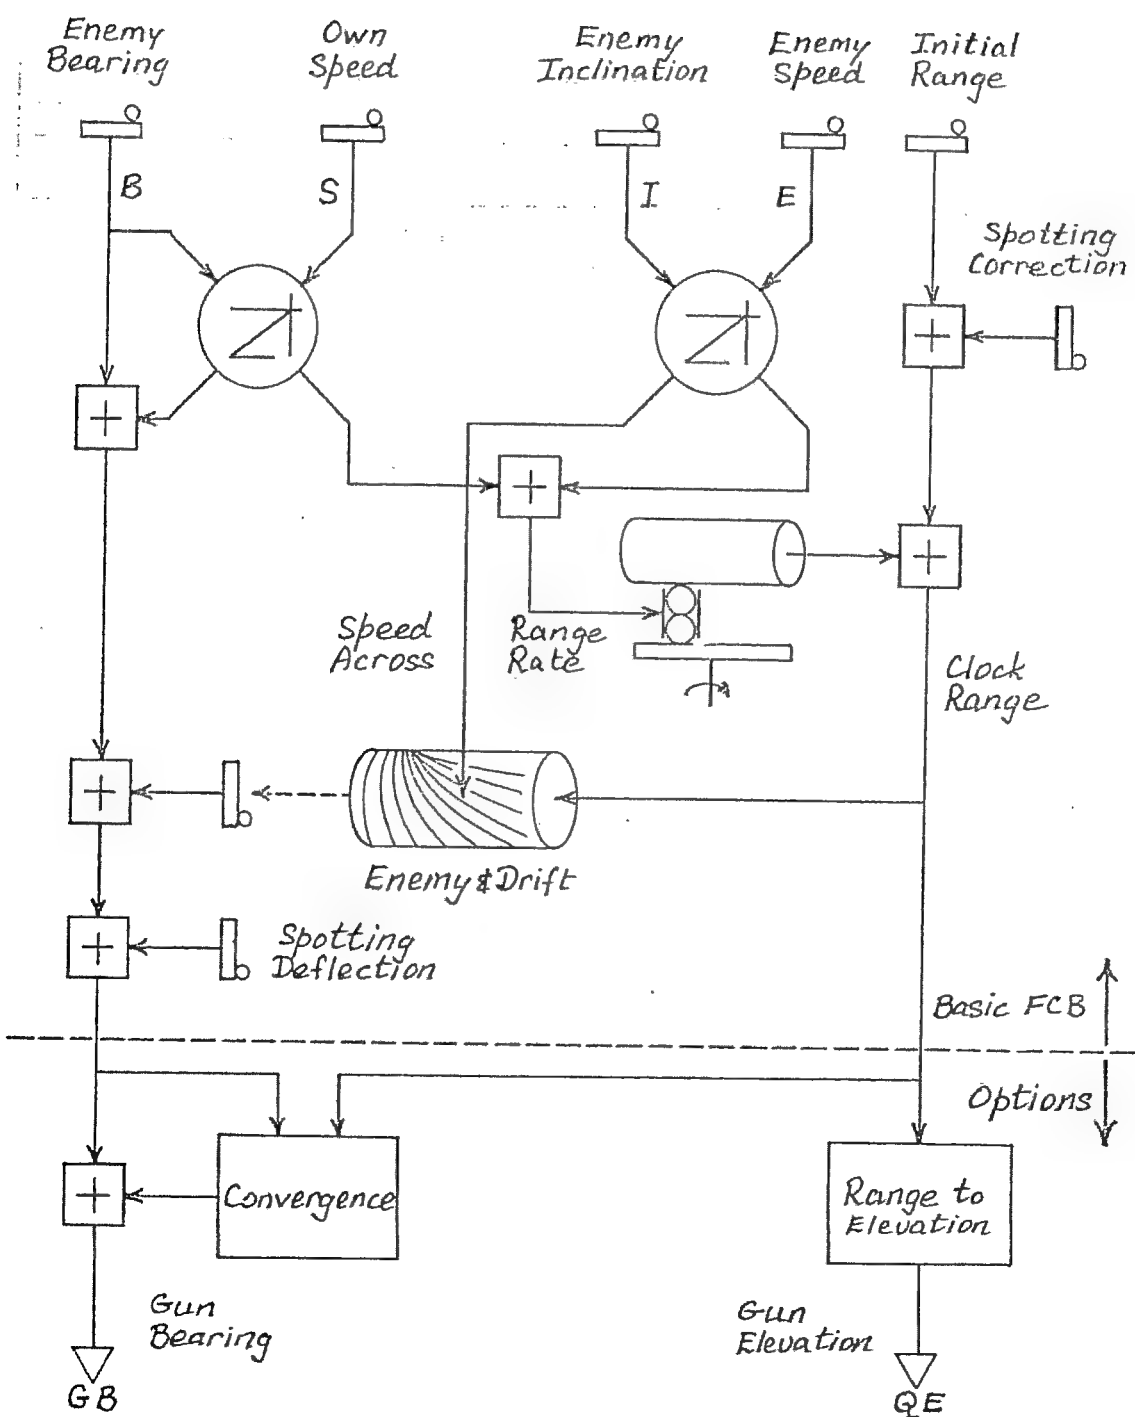 Enemy
Bearing
Own
Speed
Enemy
Inclination
Enemy
Speed
Initial
Range
B
S
I
E
Spotting
Correction
+
+
+
Speed
Across
Range
Rate
+
Clock
Range
+
Enemy & Drift
+
Spotting
Deflection
Basic FCB
Options
+
Convergence
Range to
Elevation
Gun
Bearing
Gun
Elevation
GB
QE